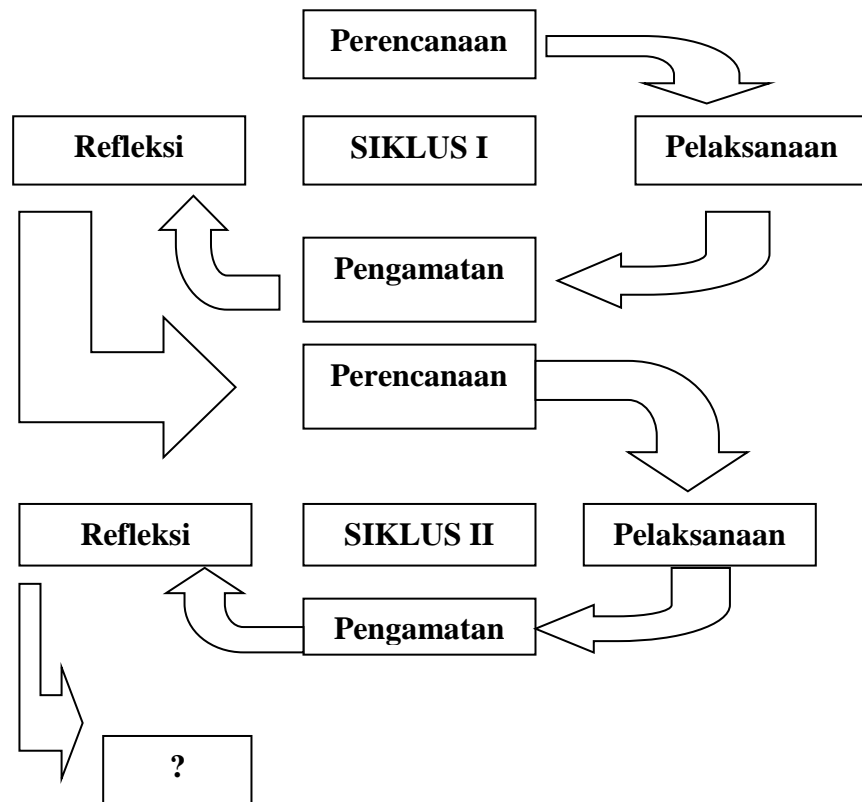 Perencanaan
Refleksi
SIKLUS I
Pelaksanaan
Pengamatan
Perencanaan
Refleksi
SIKLUS II
Pelaksanaan
Pengamatan
?